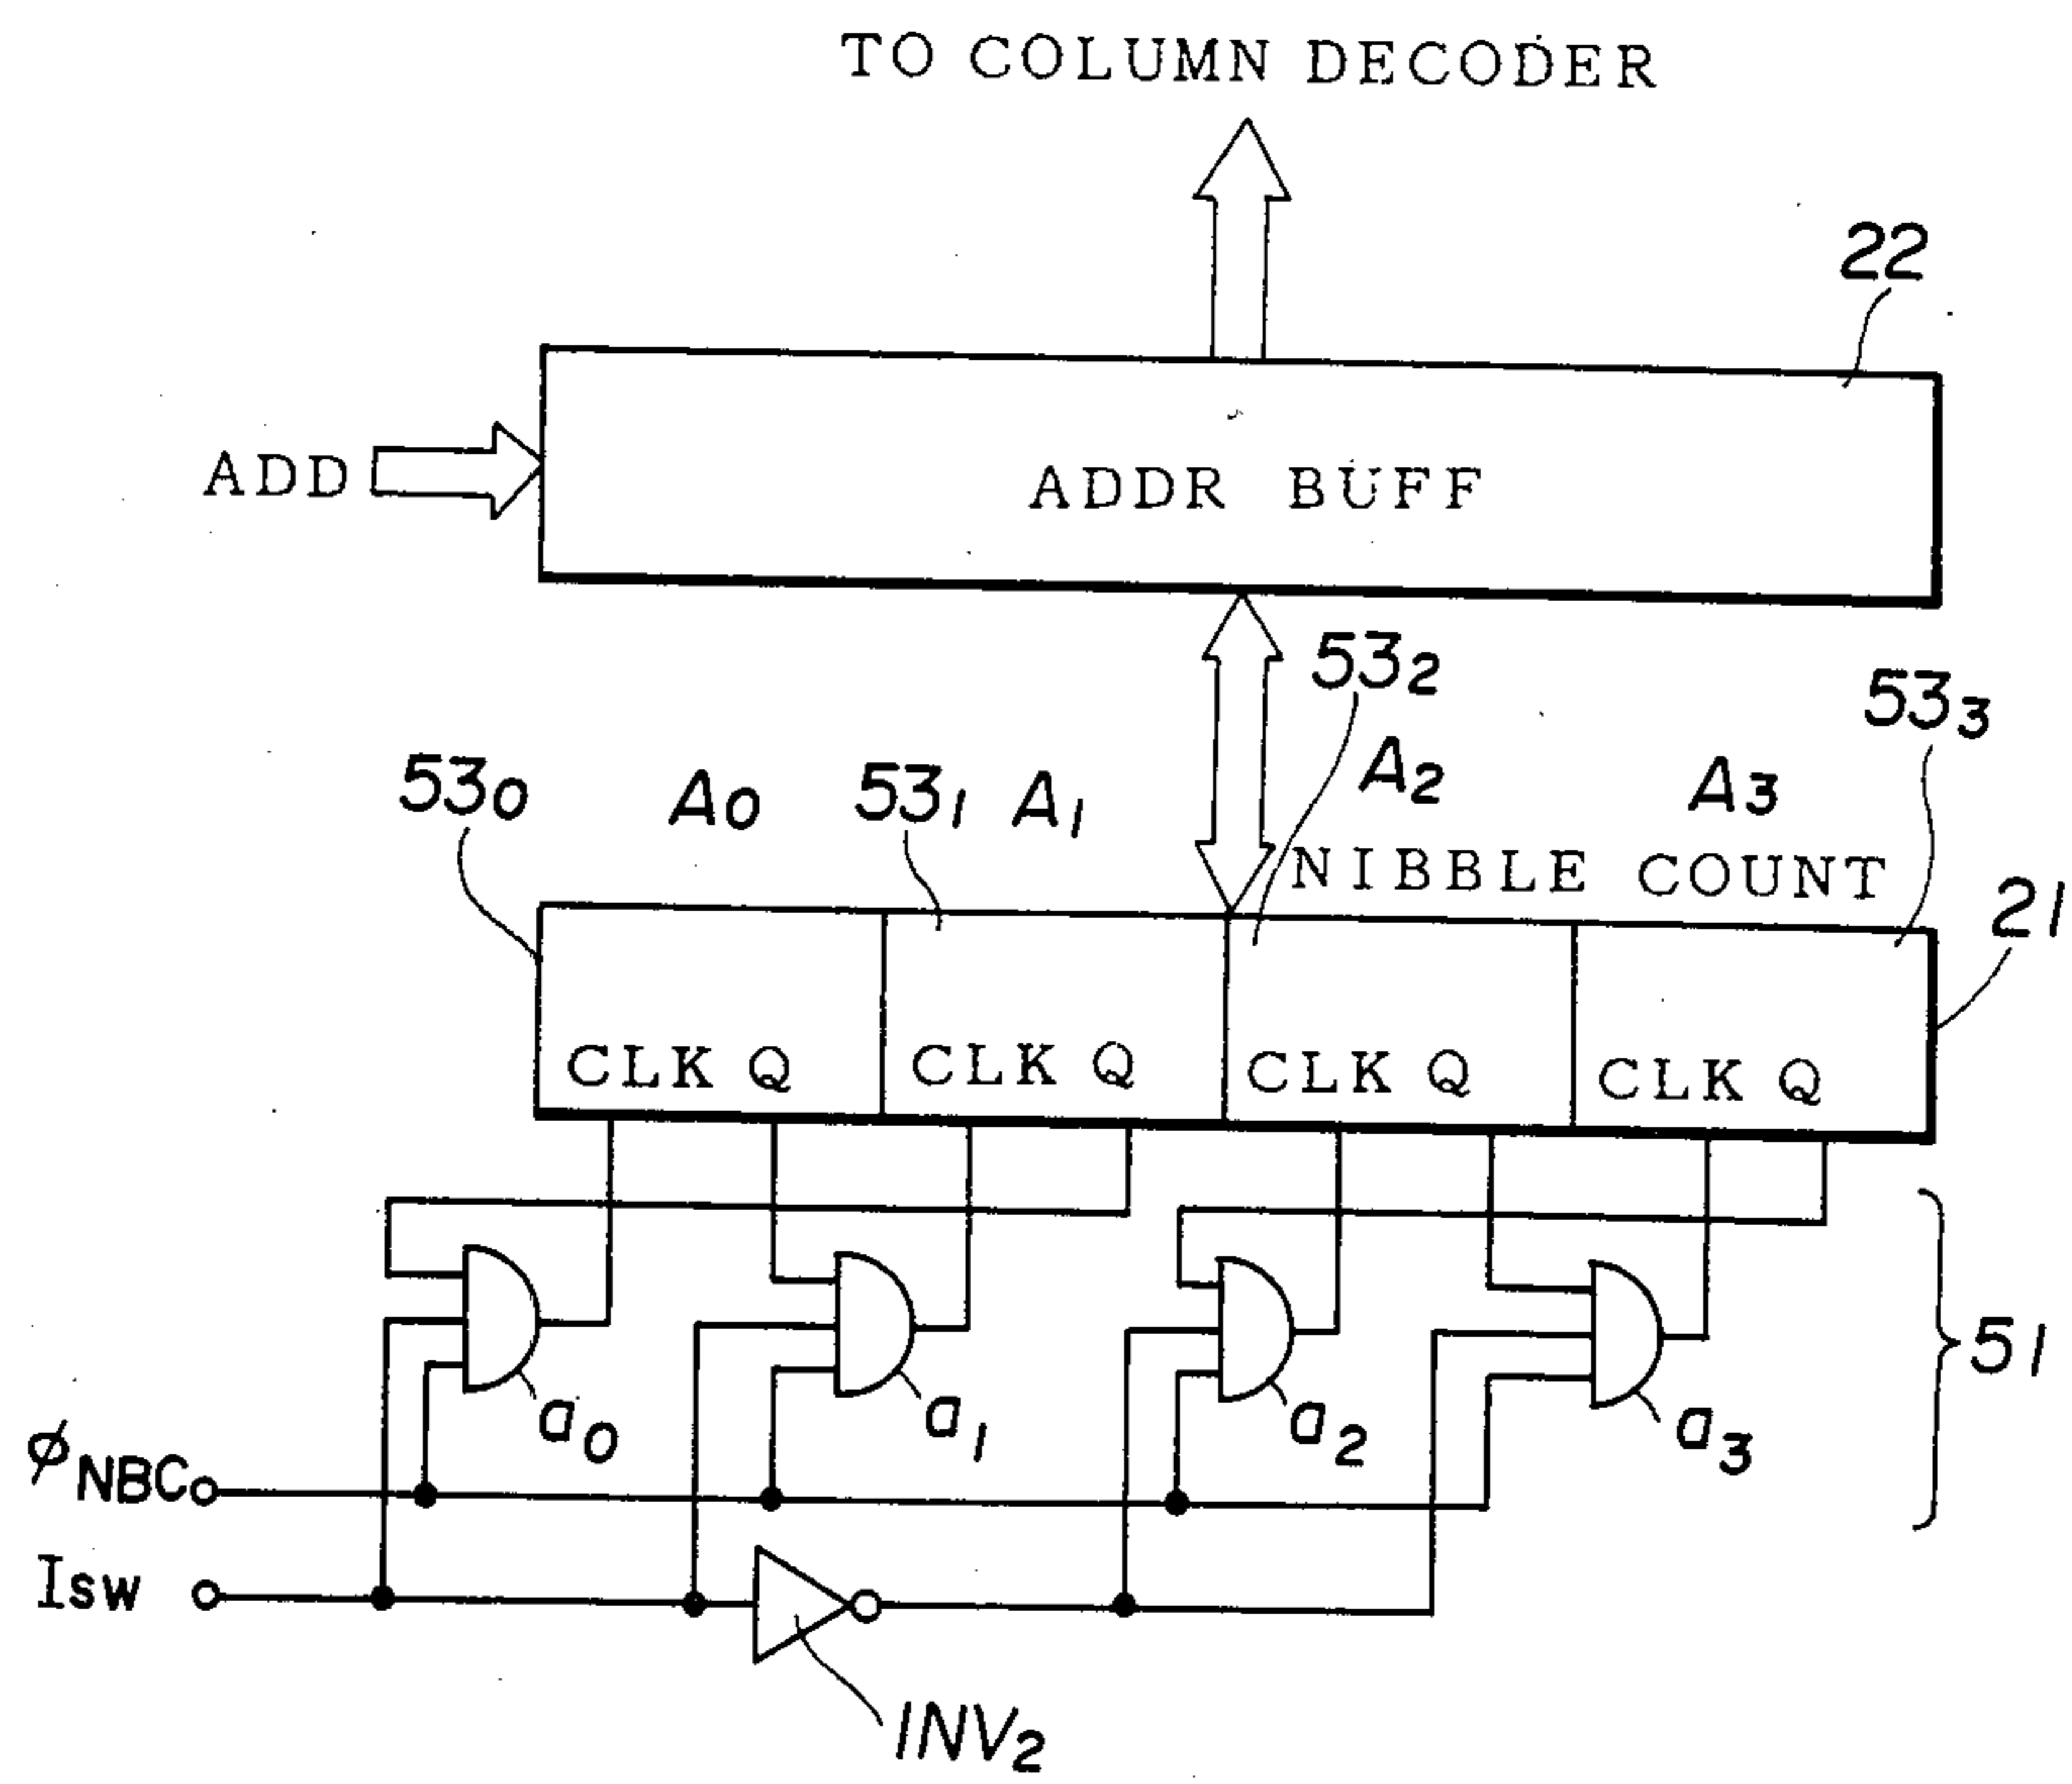 TO COLUMN DECODER
22
ADD
ADDR BUFF
53₂
53₃
53₀
A₀
53₁
A₁
A₂
A₃
NIBBLE COUNT
21
CLK Q
CLK Q
CLK Q
CLK Q
51
a₀
a₁
a₂
a₃
φNBC
Isw
INV₂